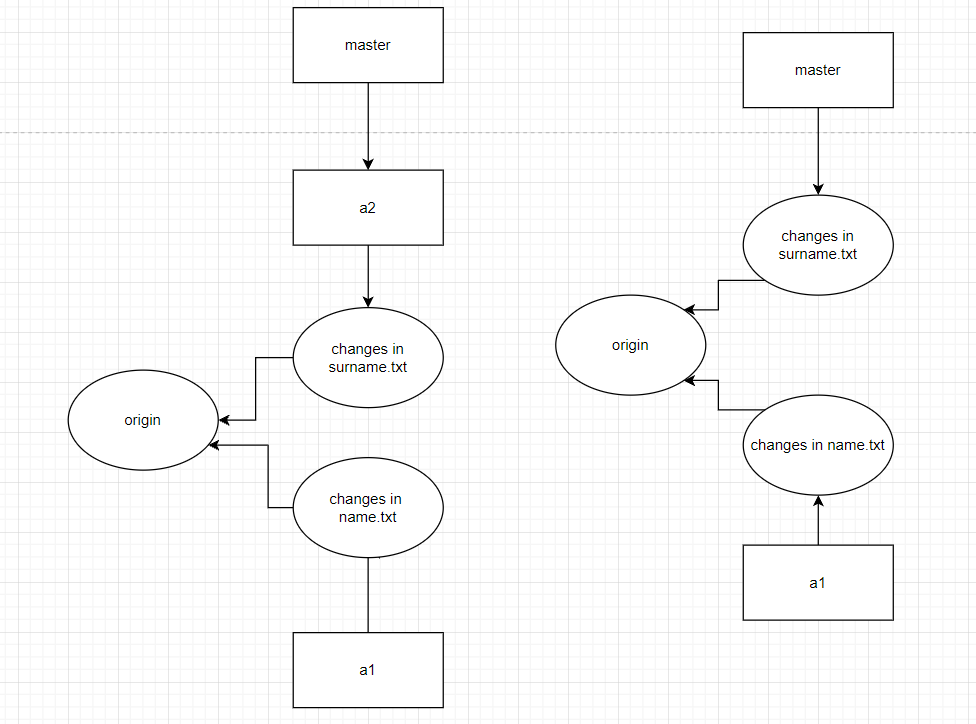 master
a2
changes in
surname.txt
origin
changes in
name.txt
a1
master
changes in
surname.txt
origin
changes in name.txt
a1